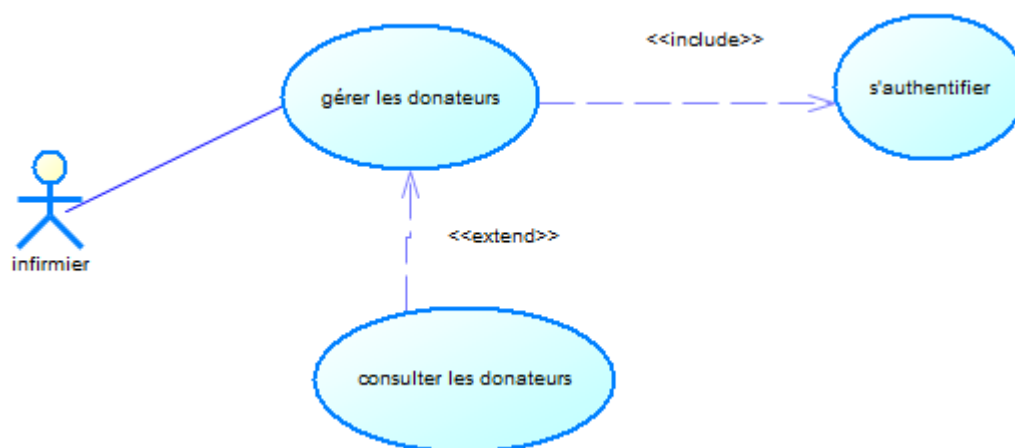 <<include>>
gérer les donateurs
s'authentifier
<<extend>>
infirmier
consulter les donateurs